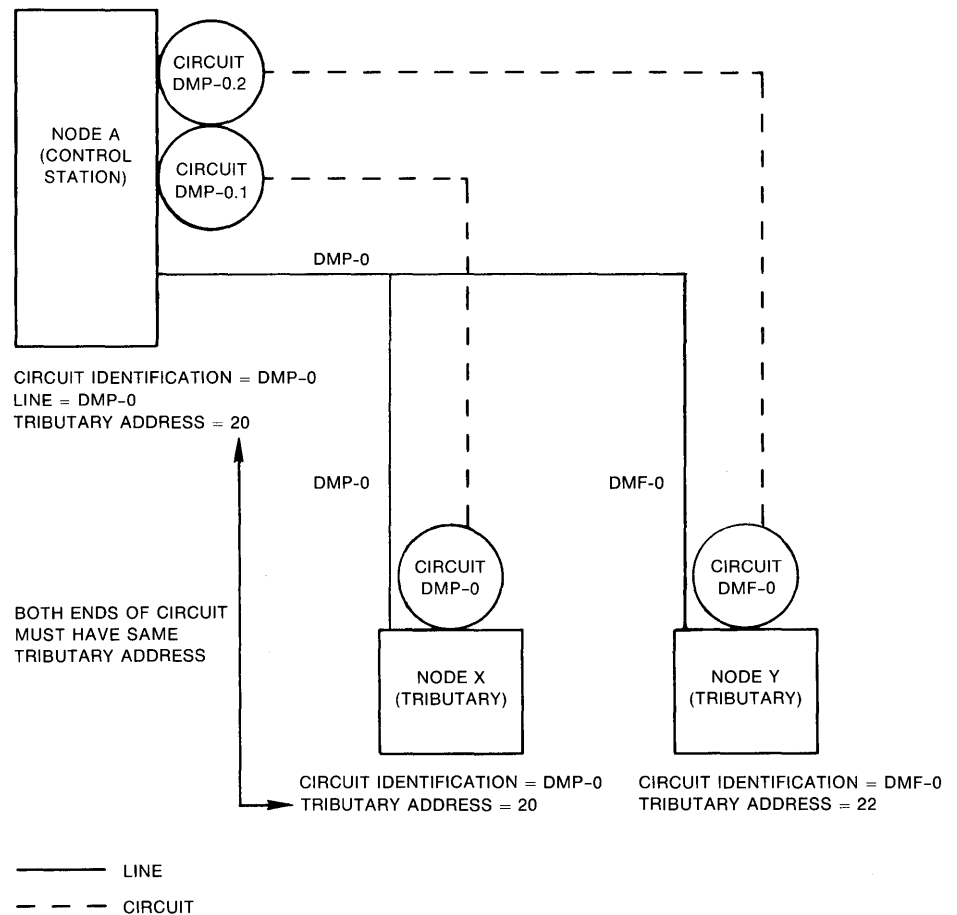 CIRCUIT
DMP-0.2
NODE A
(CONTROL
STATION)
CIRCUIT
DMP-0.1
DMP-0
CIRCUIT IDENTIFICATION = DMP-0
LINE = DMP-0
TRIBUTARY ADDRESS = 20
DMP-0
DMF-0
CIRCUIT
DMP-0
CIRCUIT
DMF-0
BOTH ENDS OF CIRCUIT
MUST HAVE SAME
TRIBUTARY ADDRESS
NODE X
(TRIBUTARY)
NODE Y
(TRIBUTARY)
CIRCUIT IDENTIFICATION = DMP-0
TRIBUTARY ADDRESS = 20
CIRCUIT IDENTIFICATION = DMF-0
TRIBUTARY ADDRESS = 22
LINE
CIRCUIT